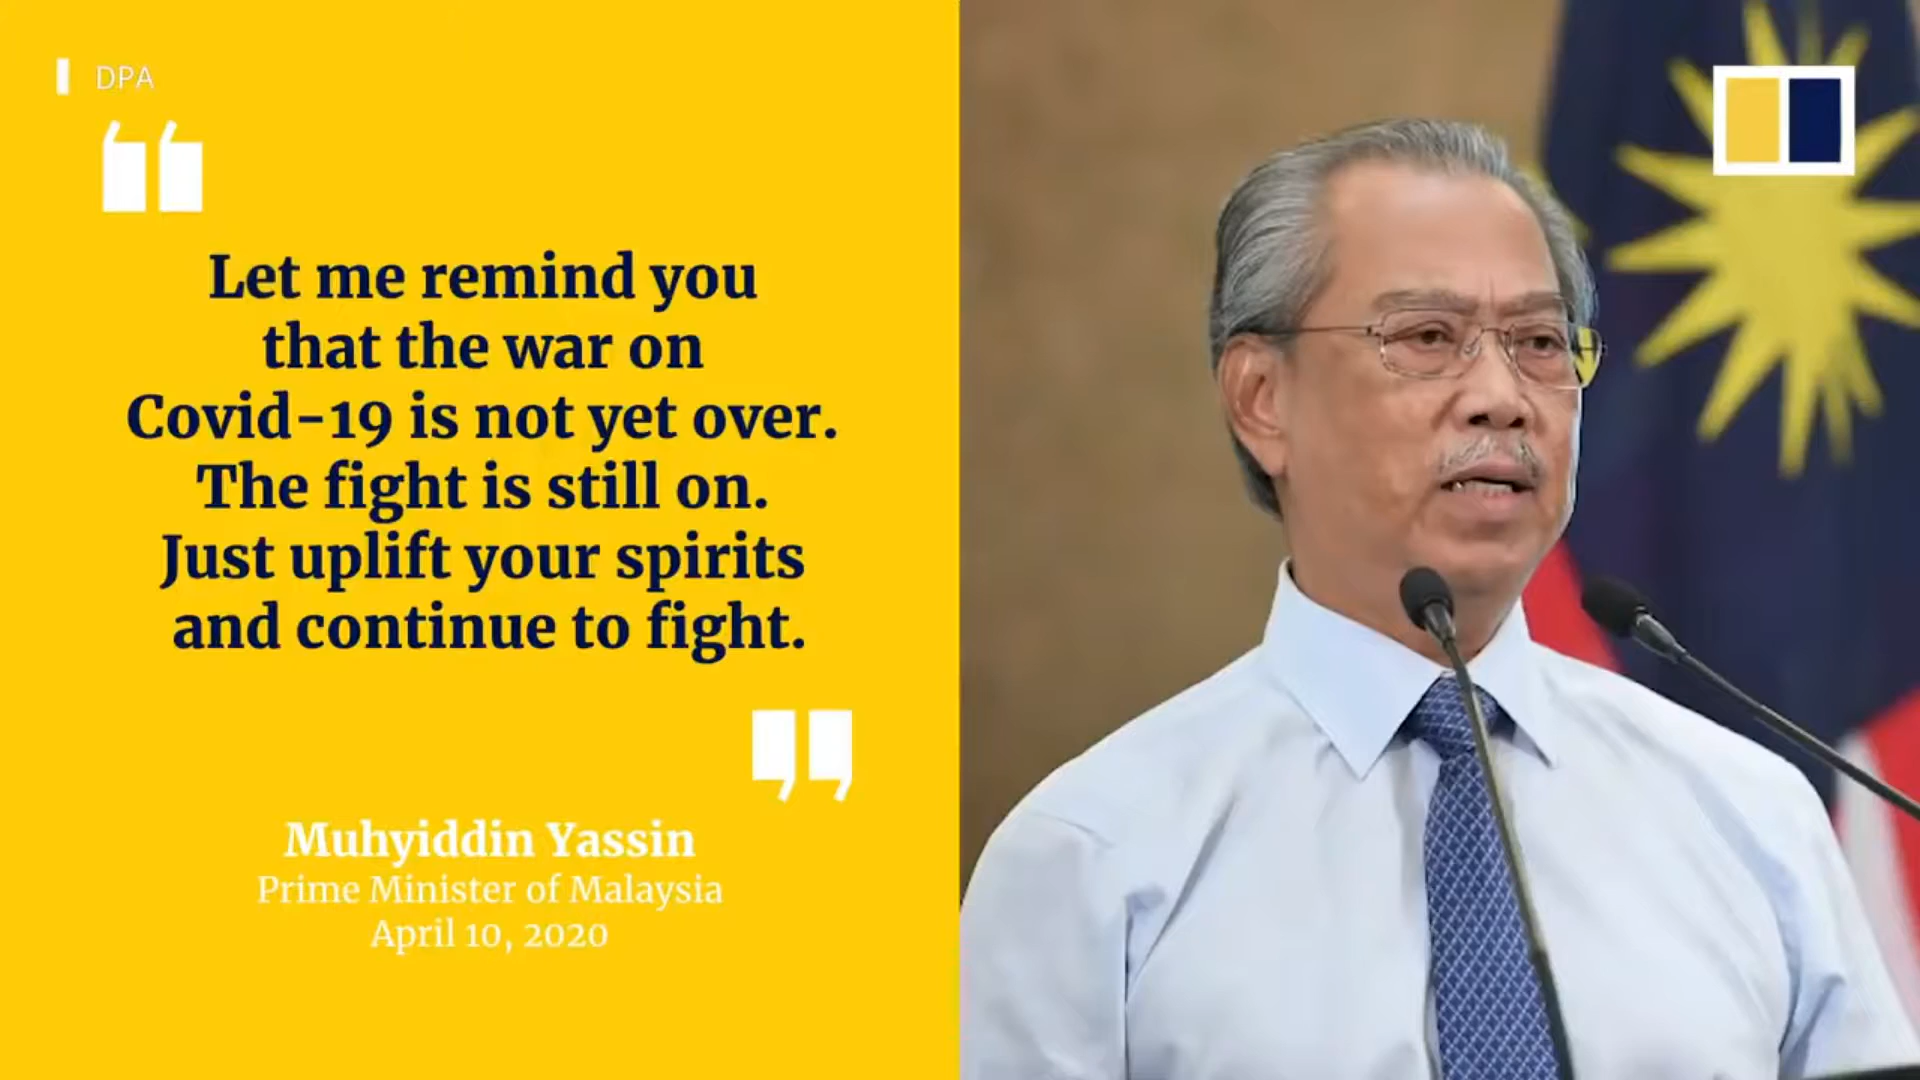 DPA
Let me remind you
that the war on
Covid-19 is not yet over.
The fight is still on.
Just uplift your spirits
and continue to fight.
Muhyiddin Yassin
Prime Minister of Malaysia
April 10, 2020